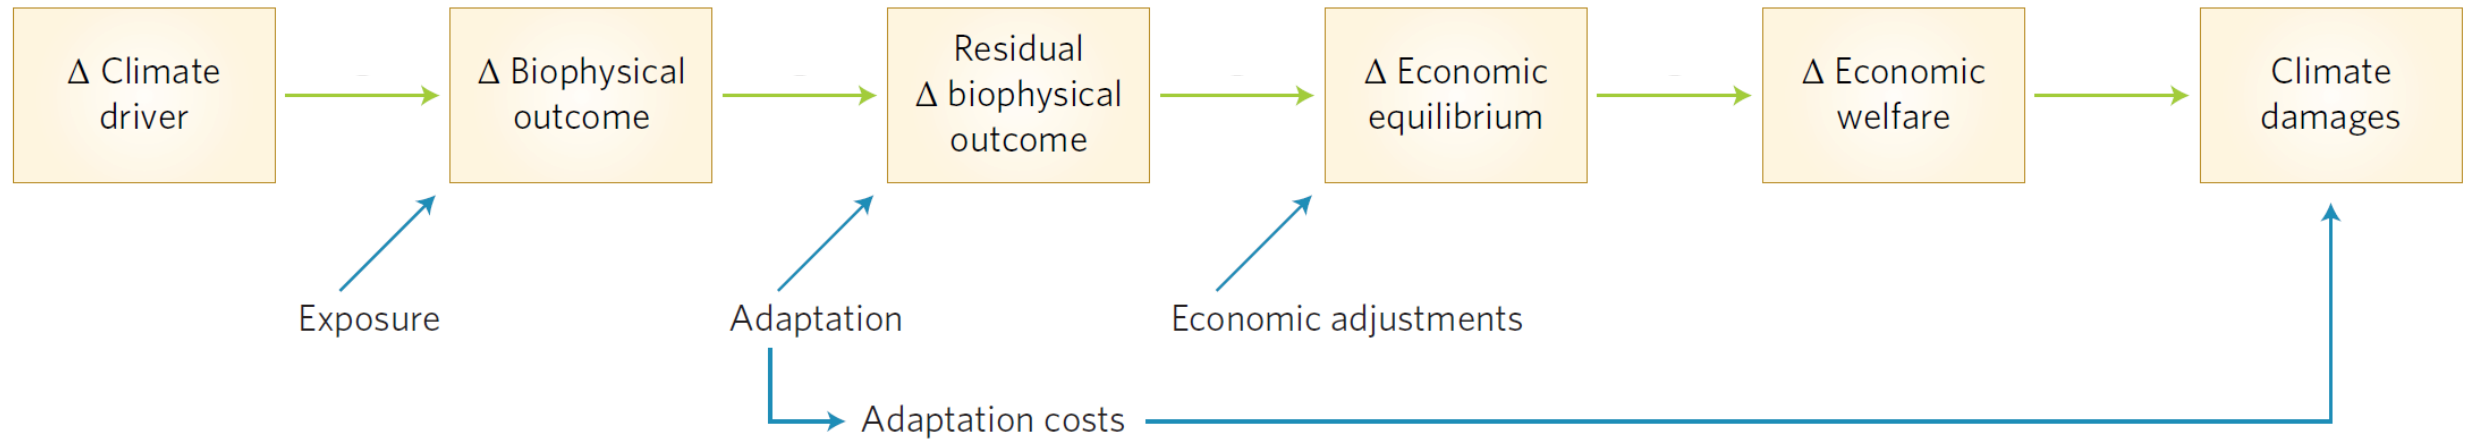 Δ Climate
driver
Δ Biophysical
outcome
Residual
Δ biophysical
outcome
Δ Economic
equilibrium
Δ Economic
welfare
Climate
damages
Exposure
Adaptation
Economic adjustments
Adaptation costs